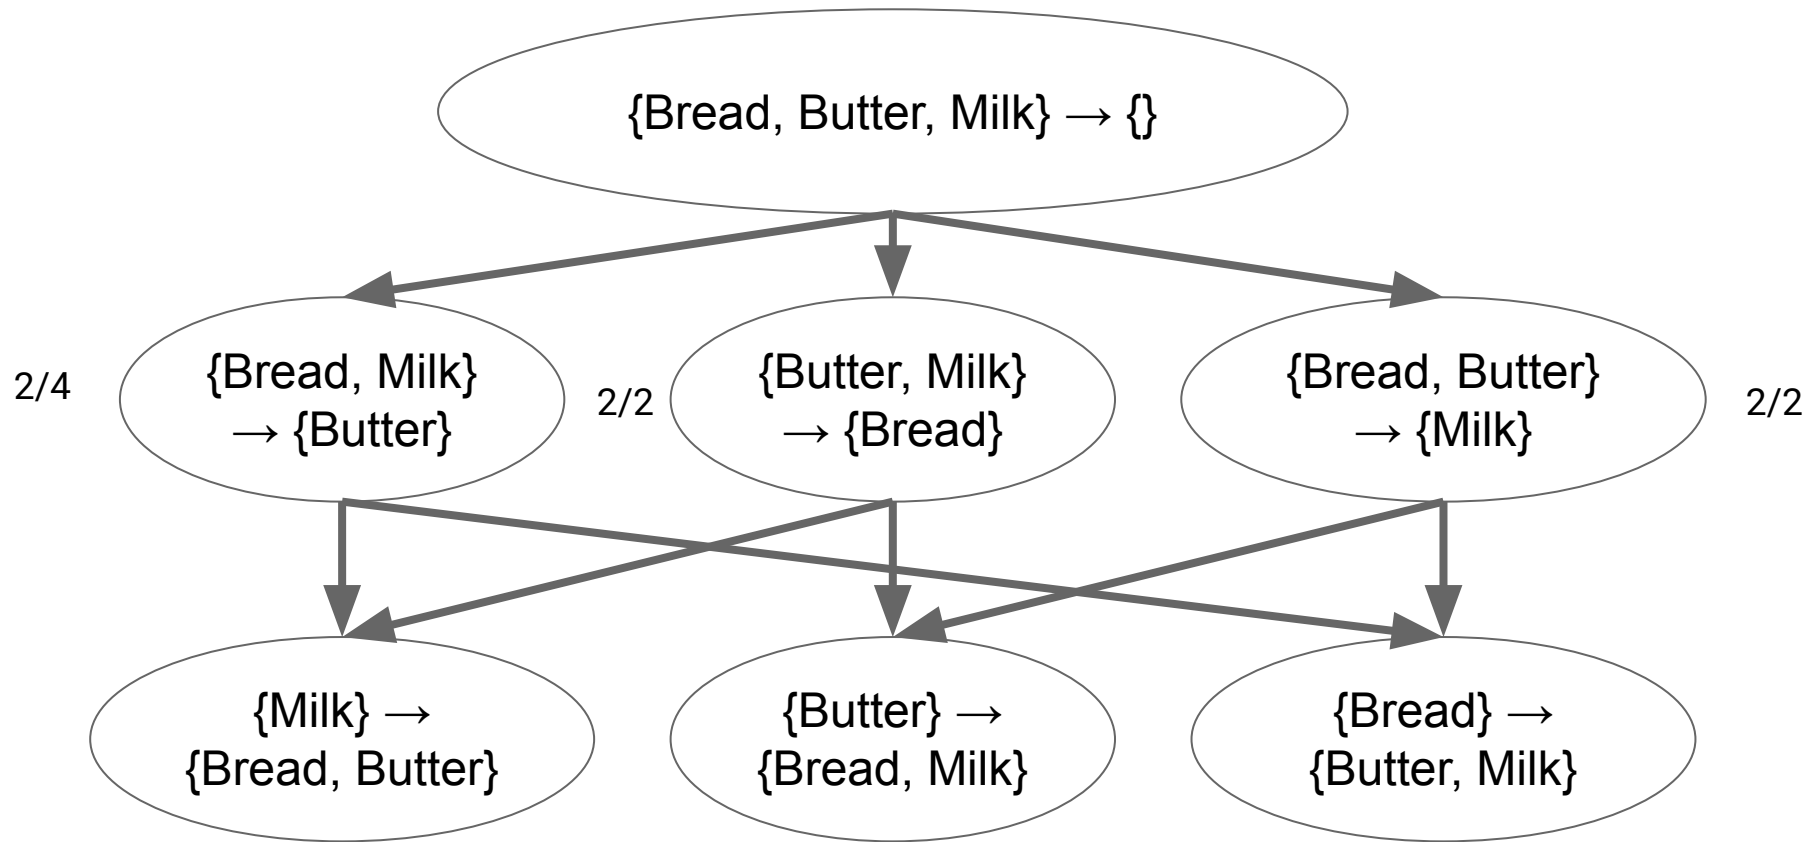 {Bread, Butter, Milk} → {}
2/4
{Bread, Milk}
→ {Butter}
2/2
{Butter, Milk}
→ {Bread}
{Bread, Butter}
→ {Milk}
2/2
{Milk} →
{Bread, Butter}
{Butter} →
{Bread, Milk}
{Bread} →
{Butter, Milk}